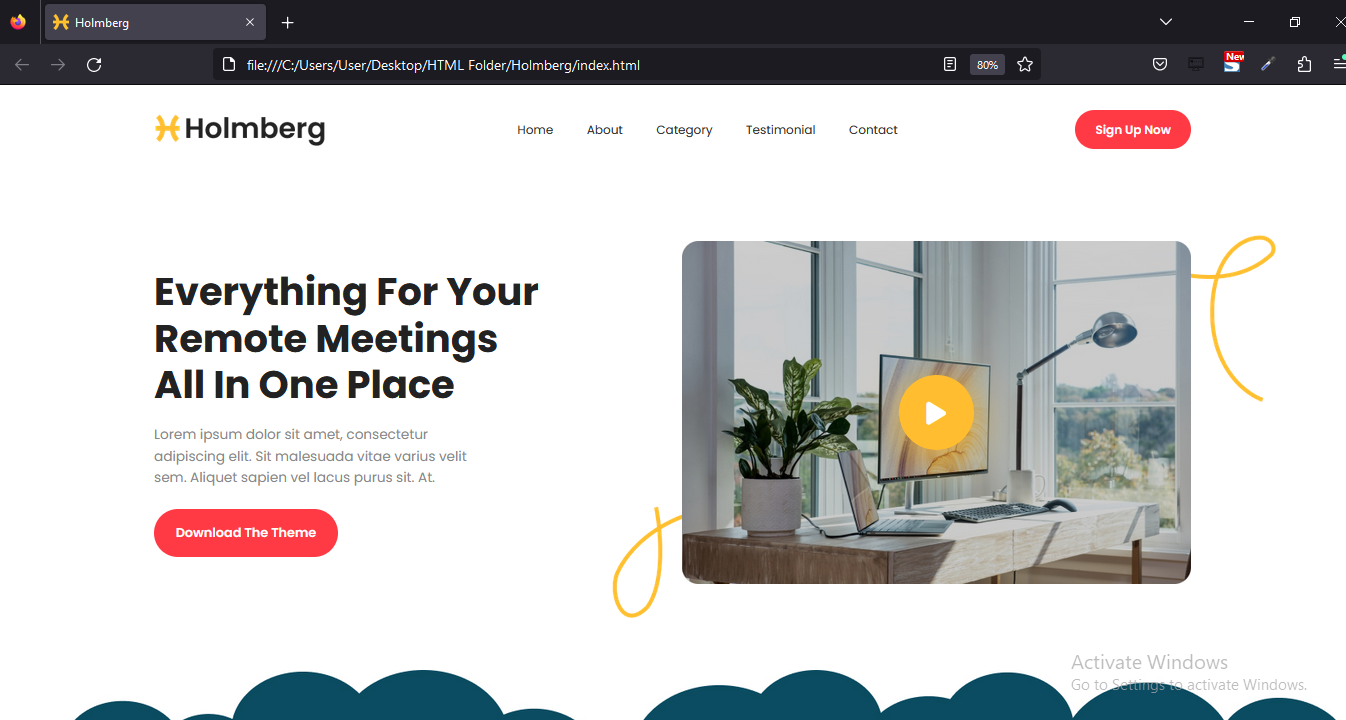 Holmberg
file:///C:/Users/User/Desktop/HTML Folder/Holmberg/index.html
80%
New
Holmberg
Home
About
Category
Testimonial
Contact
Sign Up Now
Everything For Your
Remote Meetings
All In One Place
Lorem ipsum dolor sit amet, consectetur
adipiscing elit. Sit malesuada vitae varius velit
sem. Aliquet sapien vel lacus purus sit. At.
Download The Theme
Activate Windows
Go to Settings to activate Windows.